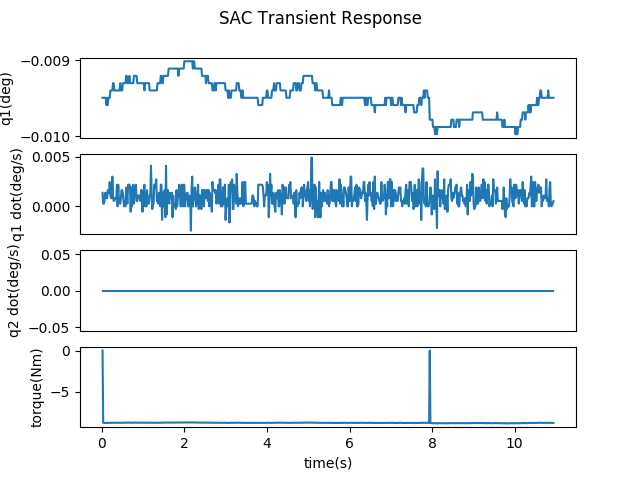 SAC Transient Response
q1(deg)
−0.009
−0.010
q1 dot(deg/s)
0.005
0.000
q2 dot(deg/s)
0.05
0.00
−0.05
torque(Nm)
0
−5
0 2 4 6 8 10
time(s)